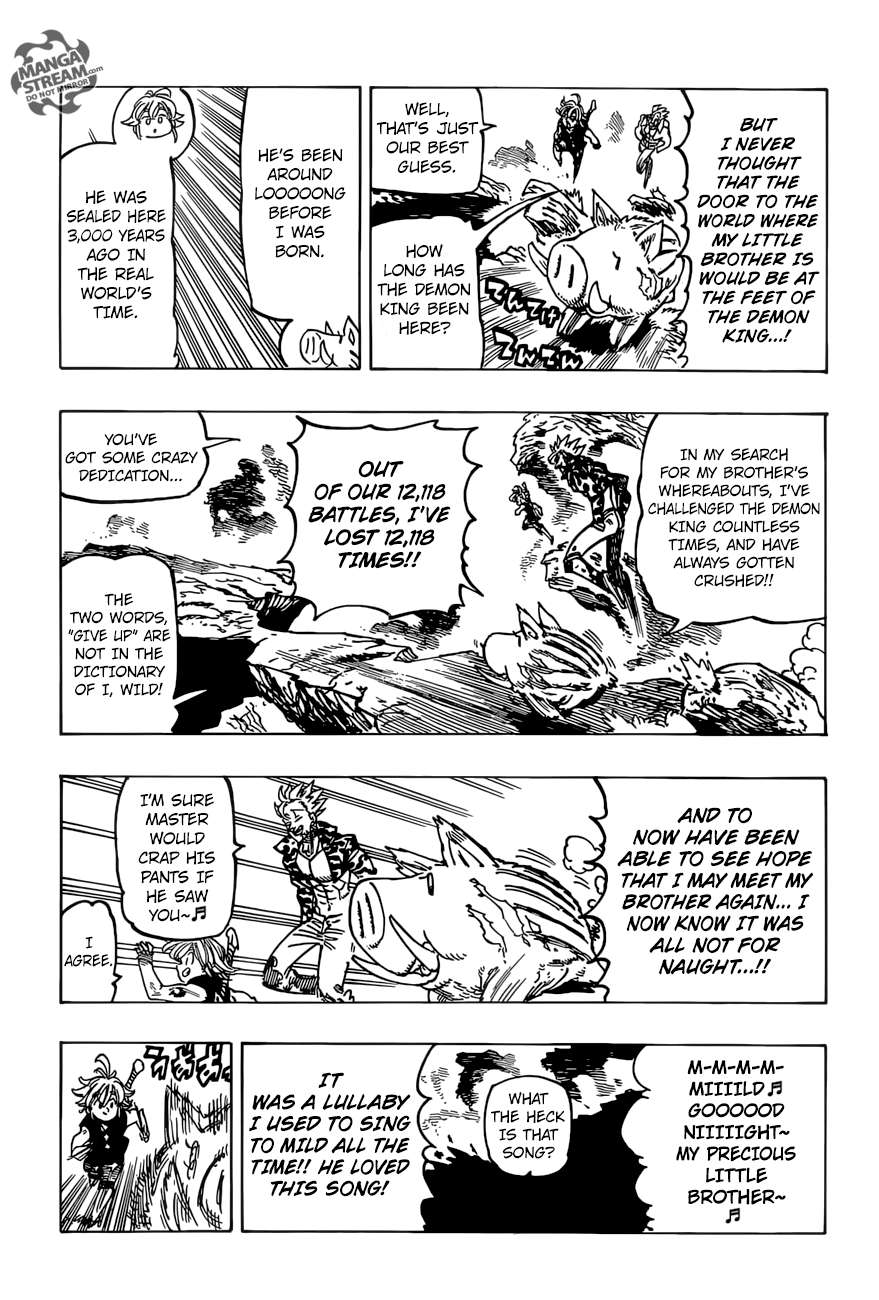 MANGA
STREAM.com
DO NOT MIRROR
BUT
I NEVER
THOUGHT
THAT THE
DOOR TO THE
WORLD WHERE
MY LITTLE
BROTHER IS
WOULD BE AT
THE FEET OF
THE DEMON
KING...!
WELL,
THAT'S JUST
OUR BEST
GUESS.
HOW
LONG HAS
THE DEMON
KING BEEN
HERE?
HE'S BEEN
AROUND
LOOOOONG
BEFORE
I WAS
BORN.
HE WAS
SEALED HERE
3,000 YEARS
AGO IN
THE REAL
WORLD'S
TIME.
IN MY SEARCH
FOR MY BROTHER'S
WHEREABOUTS, I'VE
CHALLENGED THE DEMON
KING COUNTLESS
TIMES, AND HAVE
ALWAYS GOTTEN
CRUSHED!!
OUT
OF OUR 12,118
BATTLES, I'VE
LOST 12,118
TIMES!!
YOU'VE
GOT SOME CRAZY
DEDICATION...
THE
TWO WORDS,
"GIVE UP" ARE
NOT IN THE
DICTIONARY
OF I, WILD!
AND TO
NOW HAVE BEEN
ABLE TO SEE HOPE
THAT I MAY MEET MY
BROTHER AGAIN... I
NOW KNOW IT WAS
ALL NOT FOR
NAUGHT...!!
I'M SURE
MASTER
WOULD
CRAP HIS
PANTS IF
HE SAW
YOU~♬
I
AGREE.
M-M-M-M-
MIIIILD♬
GOOOOOD
NIIIIIGHT~
MY PRECIOUS
LITTLE
BROTHER~
♬
WHAT
THE HECK
IS THAT
SONG?
IT
WAS A LULLABY
I USED TO SING
TO MILD ALL THE
TIME!! HE LOVED
THIS SONG!